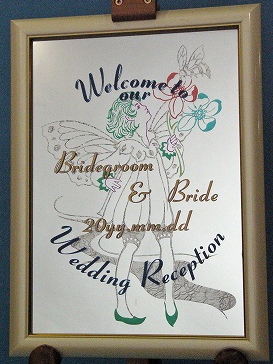 Welcome to
our
Bridegroom
& Bride
20yy.mm.dd
Wedding Reception